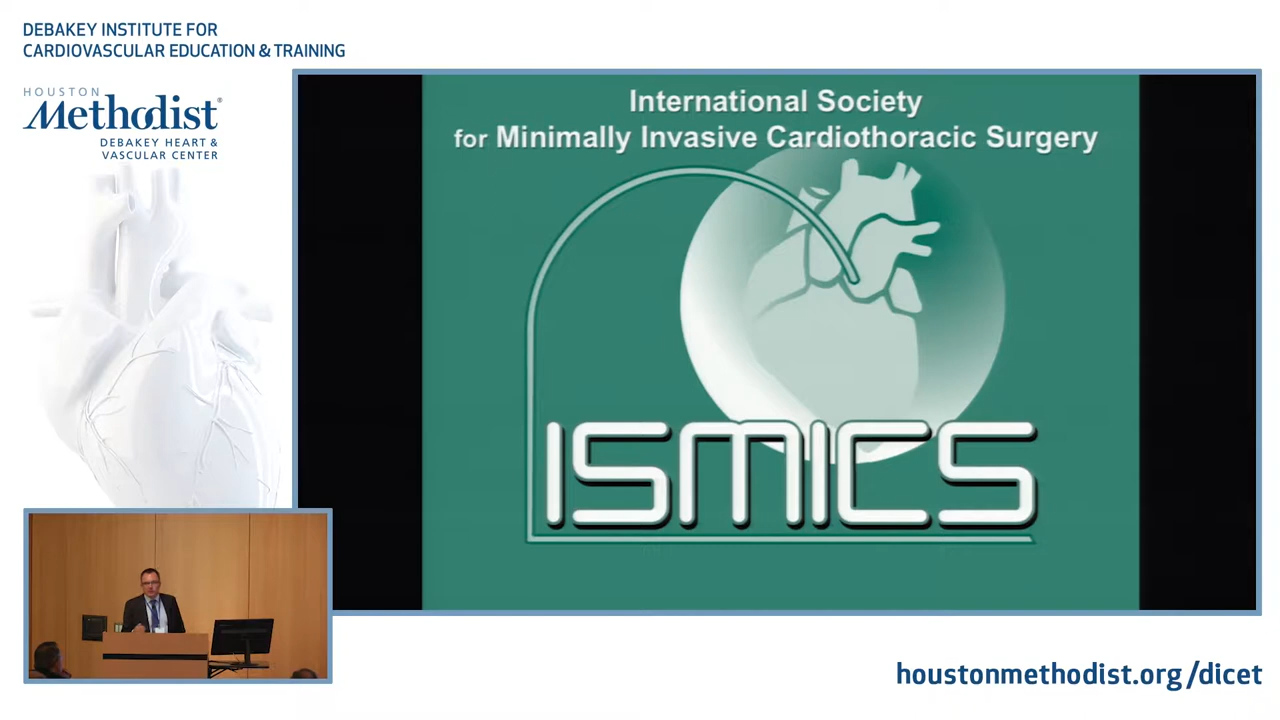 DEBAKEY INSTITUTE FOR
CARDIOVASCULAR EDUCATION & TRAINING
HOUSTON
Methodist®
DEBAKEY HEART &
VASCULAR CENTER
International Society
for Minimally Invasive Cardiothoracic Surgery
ISMICS
houstonmethodist.org/dicet